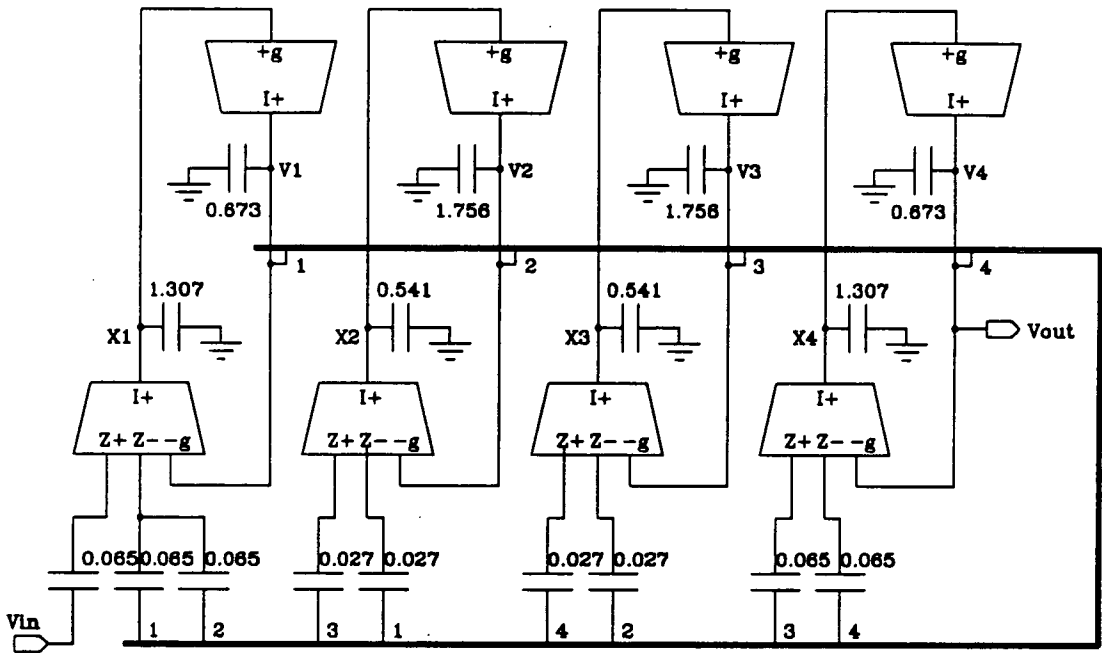 +g +g +g +g
I+ I+ I+ I+
V1 V2 V3 V4
0.673 1.756 1.756 0.673
1 2 3 4
1.307 0.541 0.541 1.307
X1 X2 X3 X4 Vout
I+ I+ I+ I+
Z+ Z- -g Z+ Z- -g Z+ Z- -g Z+ Z- -g
0.065 0.065 0.065 0.027 0.027 0.027 0.027 0.065 0.065
Vin 1 2 3 1 4 2 3 4